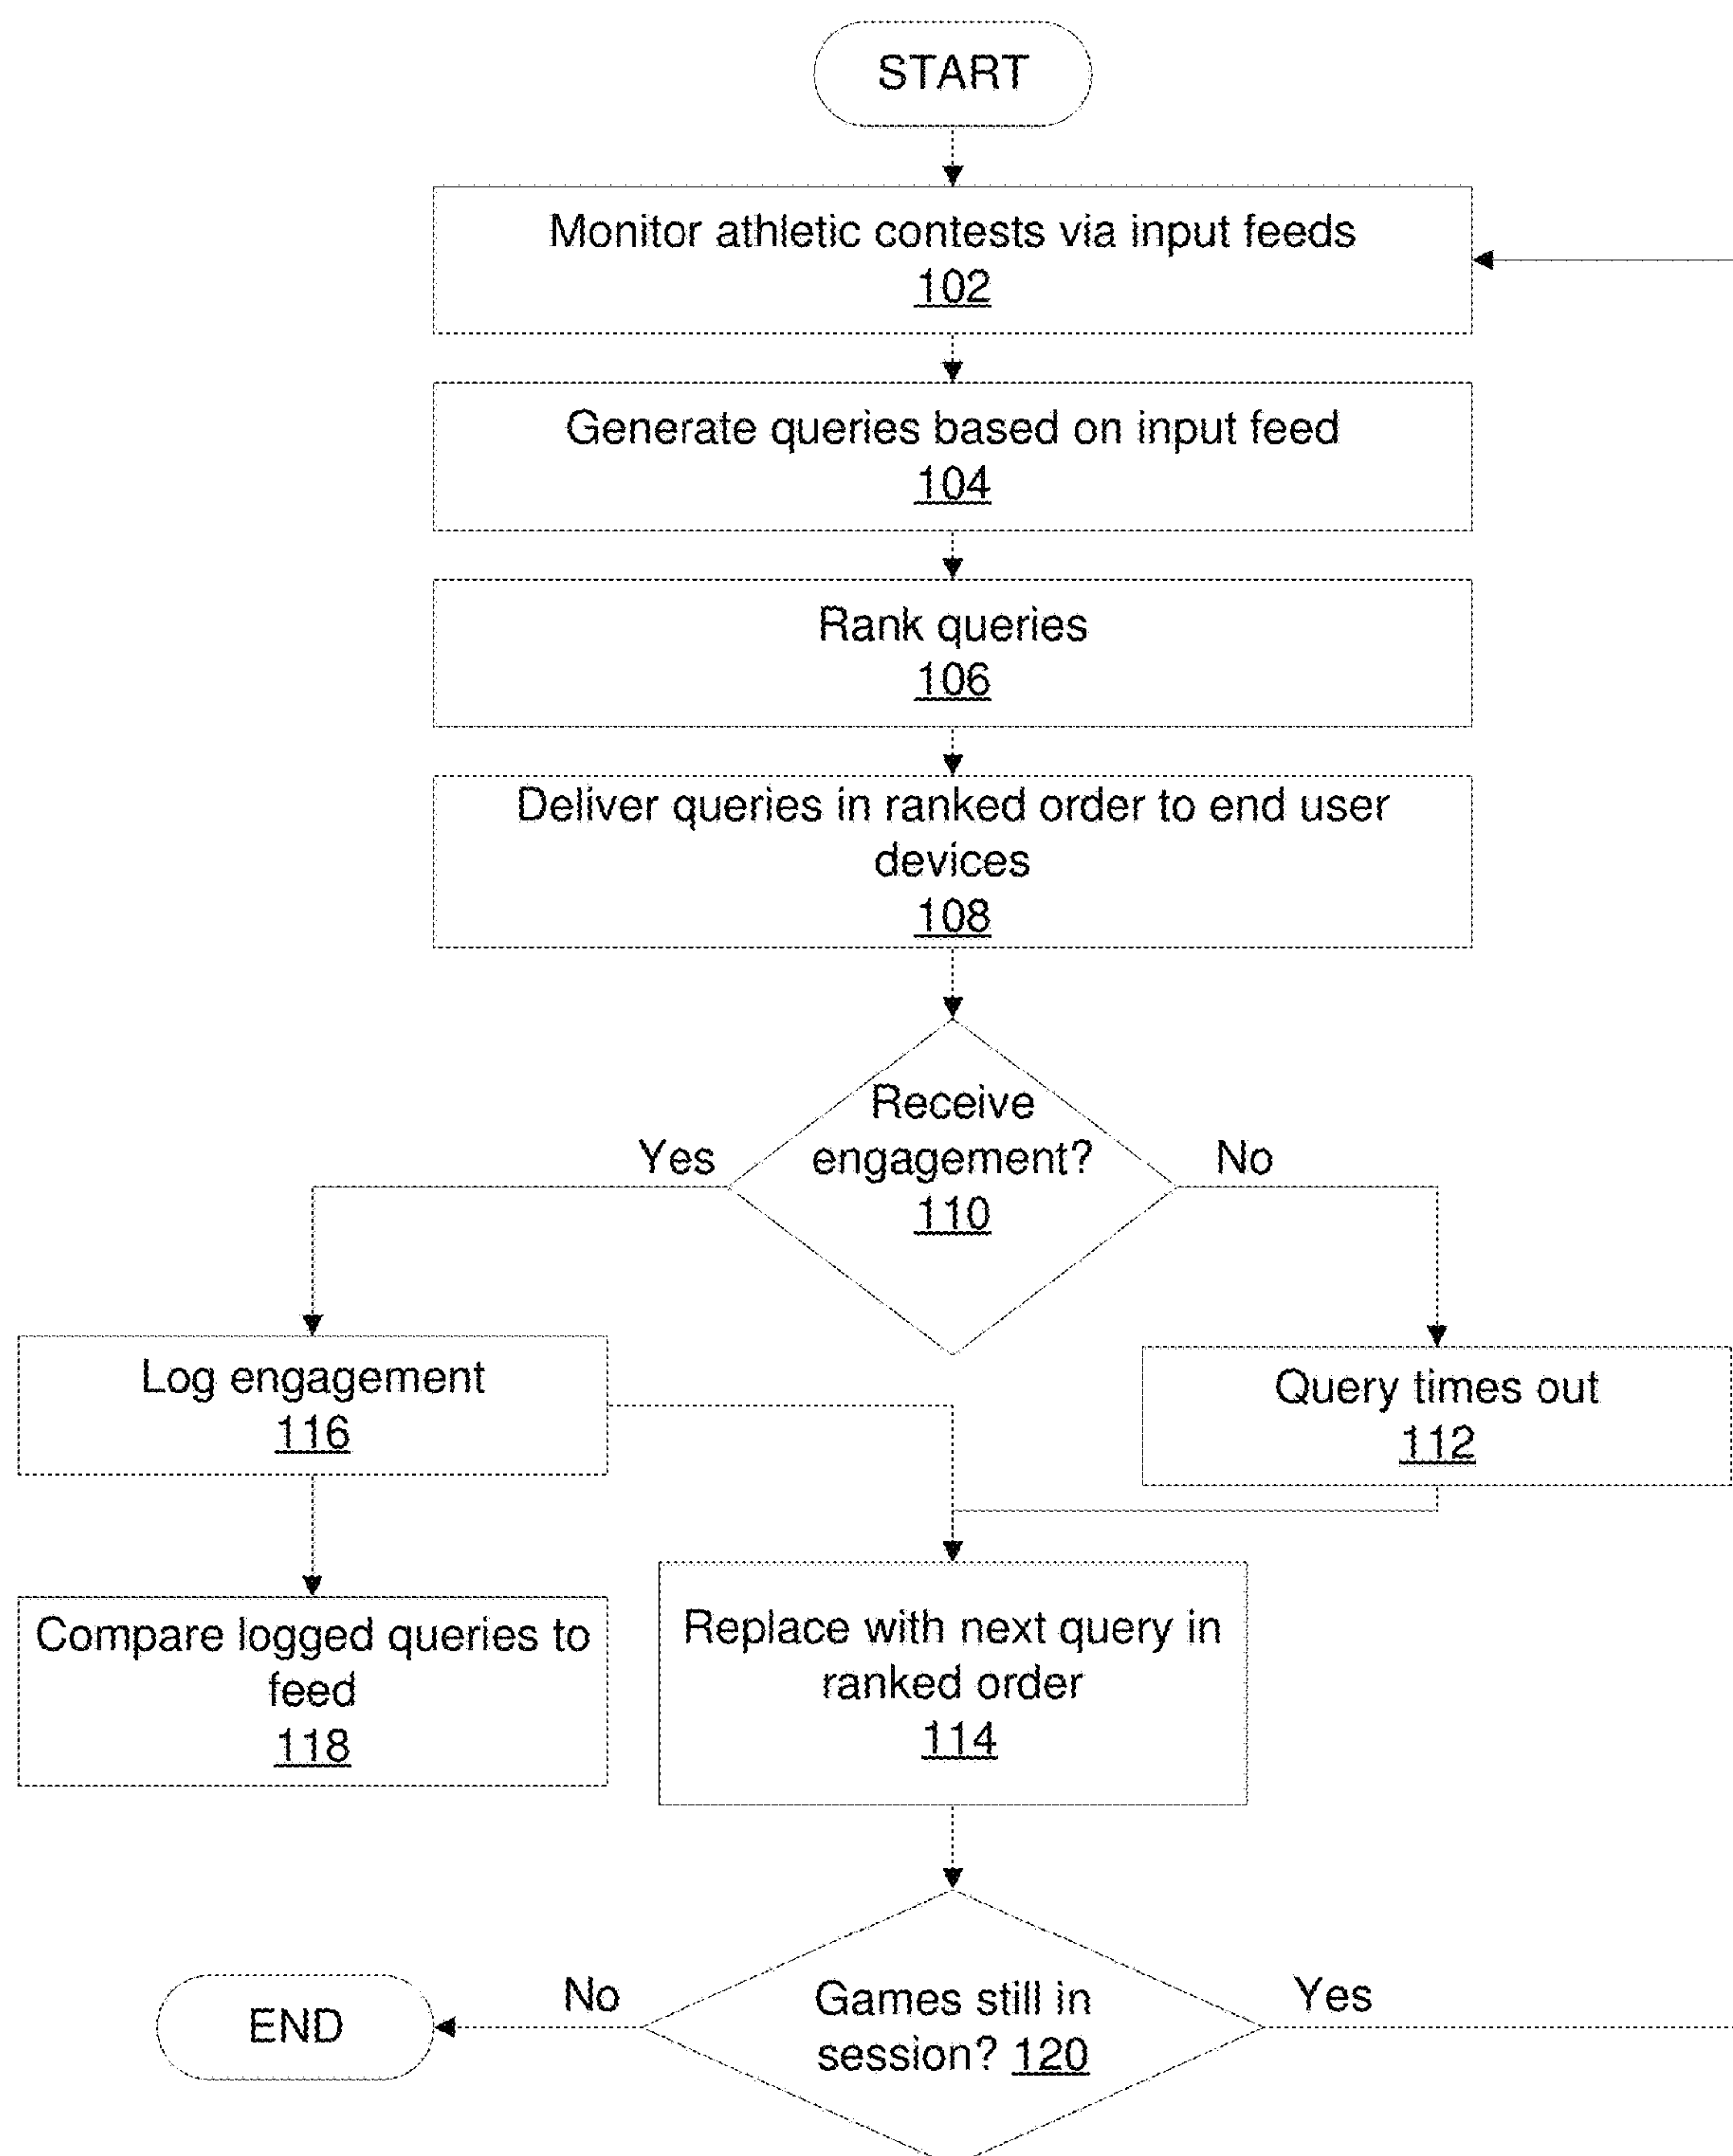 START
Monitor athletic contests via input feeds
102
Generate queries based on input feed
104
Rank queries
106
Deliver queries in ranked order to end user
devices
108
Receive
engagement?
110
Yes
No
Log engagement
116
Query times out
112
Compare logged queries to
feed
118
Replace with next query in
ranked order
114
Games still in
session? 120
No
Yes
END